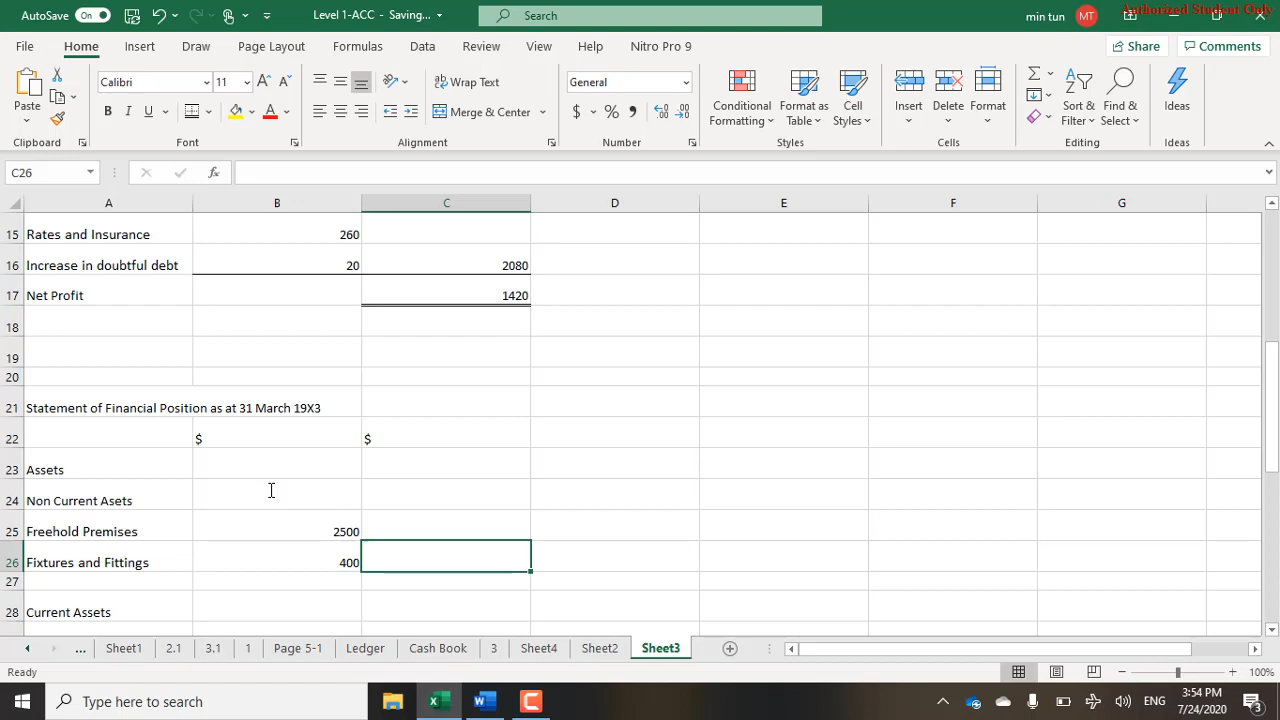 AutoSave On Level 1-ACC - Saving... Search min tun MT Authorized Student Only
File Home Insert Draw Page Layout Formulas Data Review View Help Nitro Pro 9 Share Comments
Paste Calibri 11 A A Wrap Text General Conditional Formatting Format as Table Cell Styles Insert Delete Format Sort & Filter Find & Select Ideas
B I U A Merge & Center $ % ,
Clipboard Font Alignment Number Styles Cells Editing Ideas
C26 fx
A B C D E F G
15 Rates and Insurance 260
16 Increase in doubtful debt 20 2080
17 Net Profit 1420
18
19
20
21 Statement of Financial Position as at 31 March 19X3
22 $ $
23 Assets
24 Non Current Asets
25 Freehold Premises 2500
26 Fixtures and Fittings 400
27
28 Current Assets
... Sheet1 2.1 3.1 1 Page 5-1 Ledger Cash Book 3 Sheet4 Sheet2 Sheet3
Ready 100%
Type here to search ENG 3:54 PM 7/24/2020 3